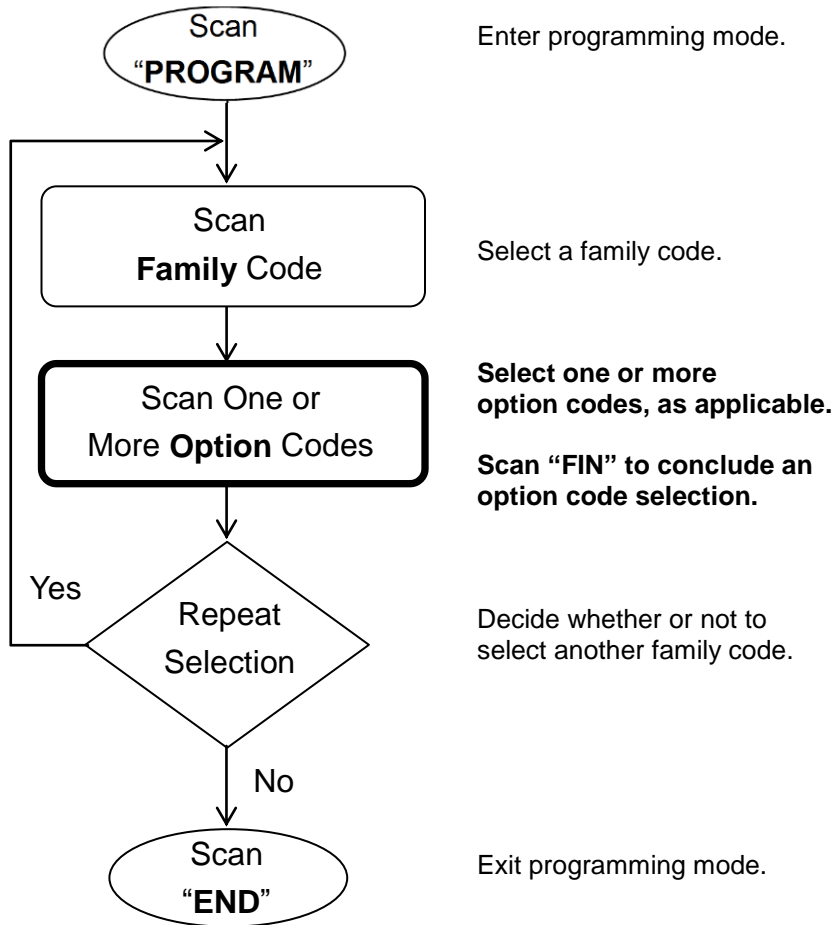 Scan
“PROGRAM”
Enter programming mode.
Scan
Family Code
Select a family code.
Scan One or
More Option Codes
Select one or more
option codes, as applicable.
Scan “FIN” to conclude an
option code selection.
Yes
Repeat
Selection
Decide whether or not to
select another family code.
No
Scan
“END”
Exit programming mode.